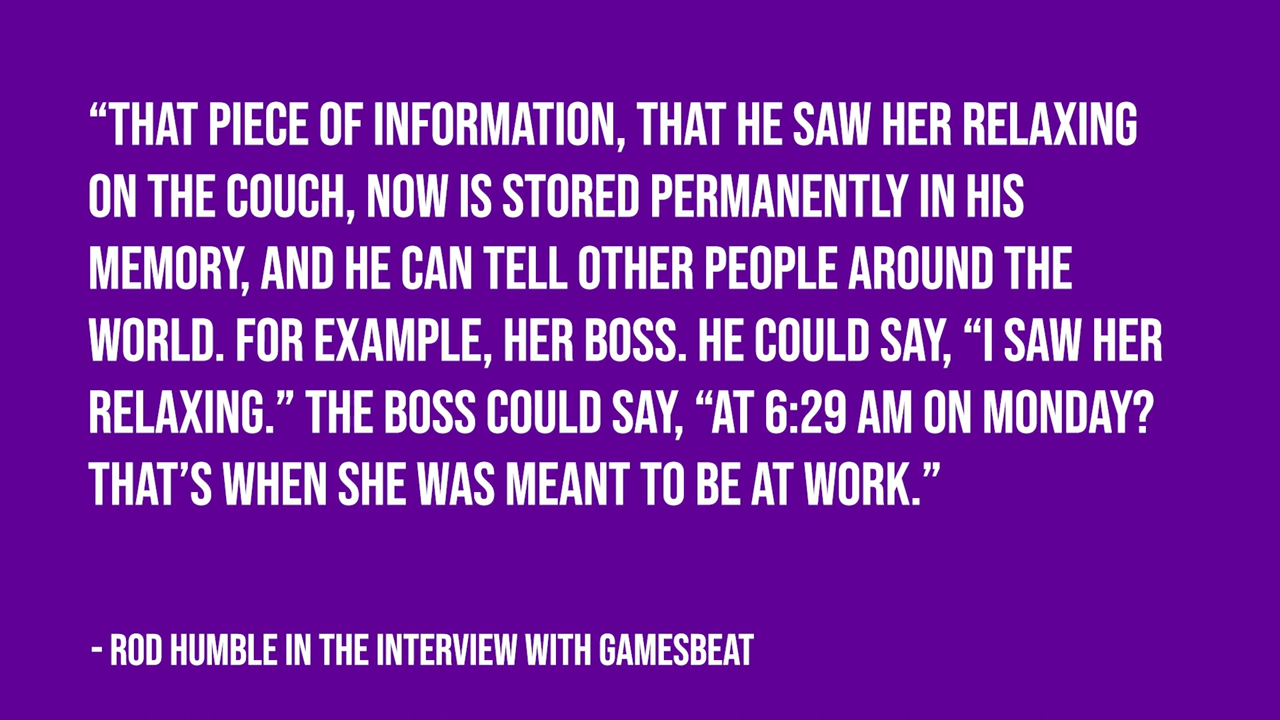 “THAT PIECE OF INFORMATION, THAT HE SAW HER RELAXING
ON THE COUCH, NOW IS STORED PERMANENTLY IN HIS
MEMORY, AND HE CAN TELL OTHER PEOPLE AROUND THE
WORLD. FOR EXAMPLE, HER BOSS. HE COULD SAY, “I SAW HER
RELAXING.” THE BOSS COULD SAY, “AT 6:29 AM ON MONDAY?
THAT’S WHEN SHE WAS MEANT TO BE AT WORK.”
- ROD HUMBLE IN THE INTERVIEW WITH GAMESBEAT